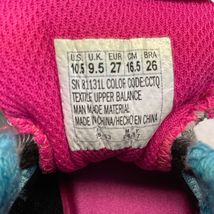 U.S. U.K. EUR CM BRA
10.5 9.5 27 16.5 26
SN 81131L COLOR CODE:CCTQ
TEXTILE UPPER BALANCE
MAN MADE MATERIAL
MADE IN CHINA/HECHO EN CHINA